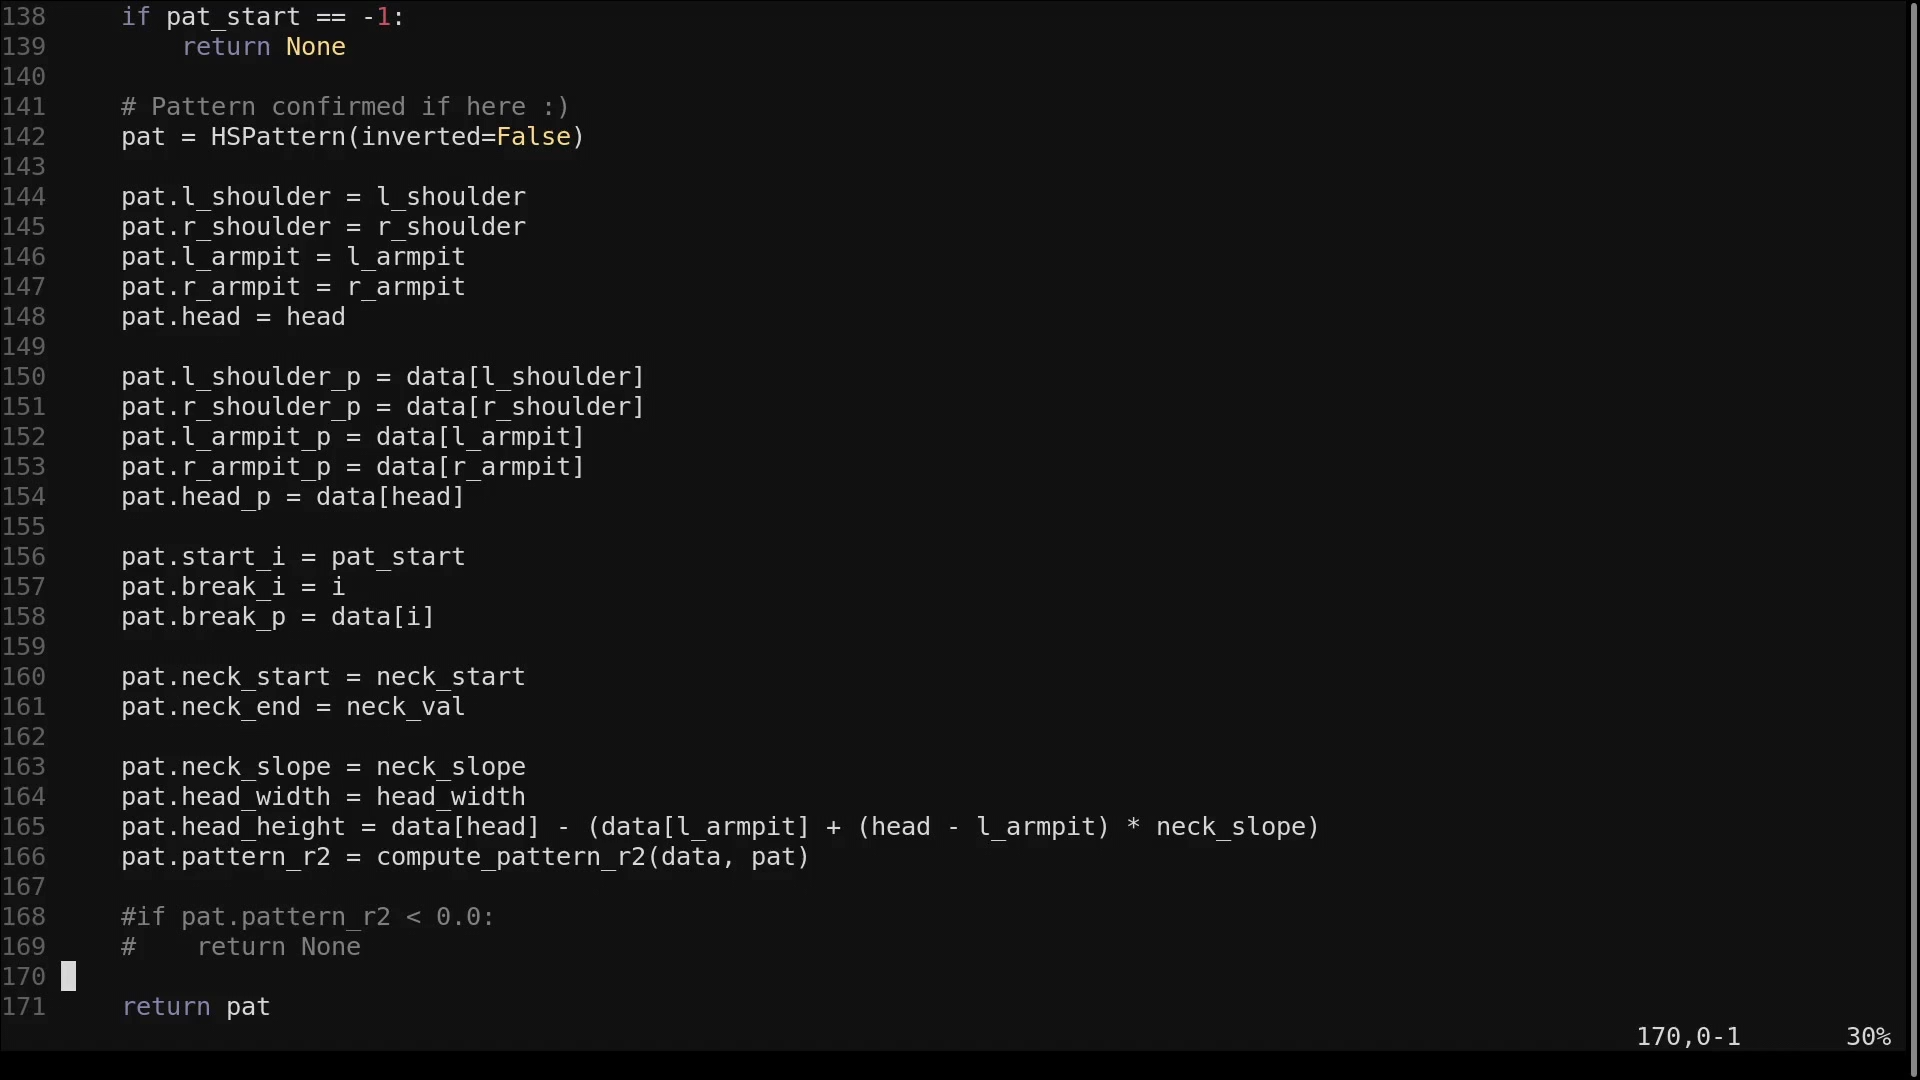 138     if pat_start == -1:
139         return None
140
141     # Pattern confirmed if here :)
142     pat = HSPattern(inverted=False)
143
144     pat.l_shoulder = l_shoulder
145     pat.r_shoulder = r_shoulder
146     pat.l_armpit = l_armpit
147     pat.r_armpit = r_armpit
148     pat.head = head
149
150     pat.l_shoulder_p = data[l_shoulder]
151     pat.r_shoulder_p = data[r_shoulder]
152     pat.l_armpit_p = data[l_armpit]
153     pat.r_armpit_p = data[r_armpit]
154     pat.head_p = data[head]
155
156     pat.start_i = pat_start
157     pat.break_i = i
158     pat.break_p = data[i]
159
160     pat.neck_start = neck_start
161     pat.neck_end = neck_val
162
163     pat.neck_slope = neck_slope
164     pat.head_width = head_width
165     pat.head_height = data[head] - (data[l_armpit] + (head - l_armpit) * neck_slope)
166     pat.pattern_r2 = compute_pattern_r2(data, pat)
167
168     #if pat.pattern_r2 < 0.0:
169     #    return None
170
171     return pat
170,0-1 30%